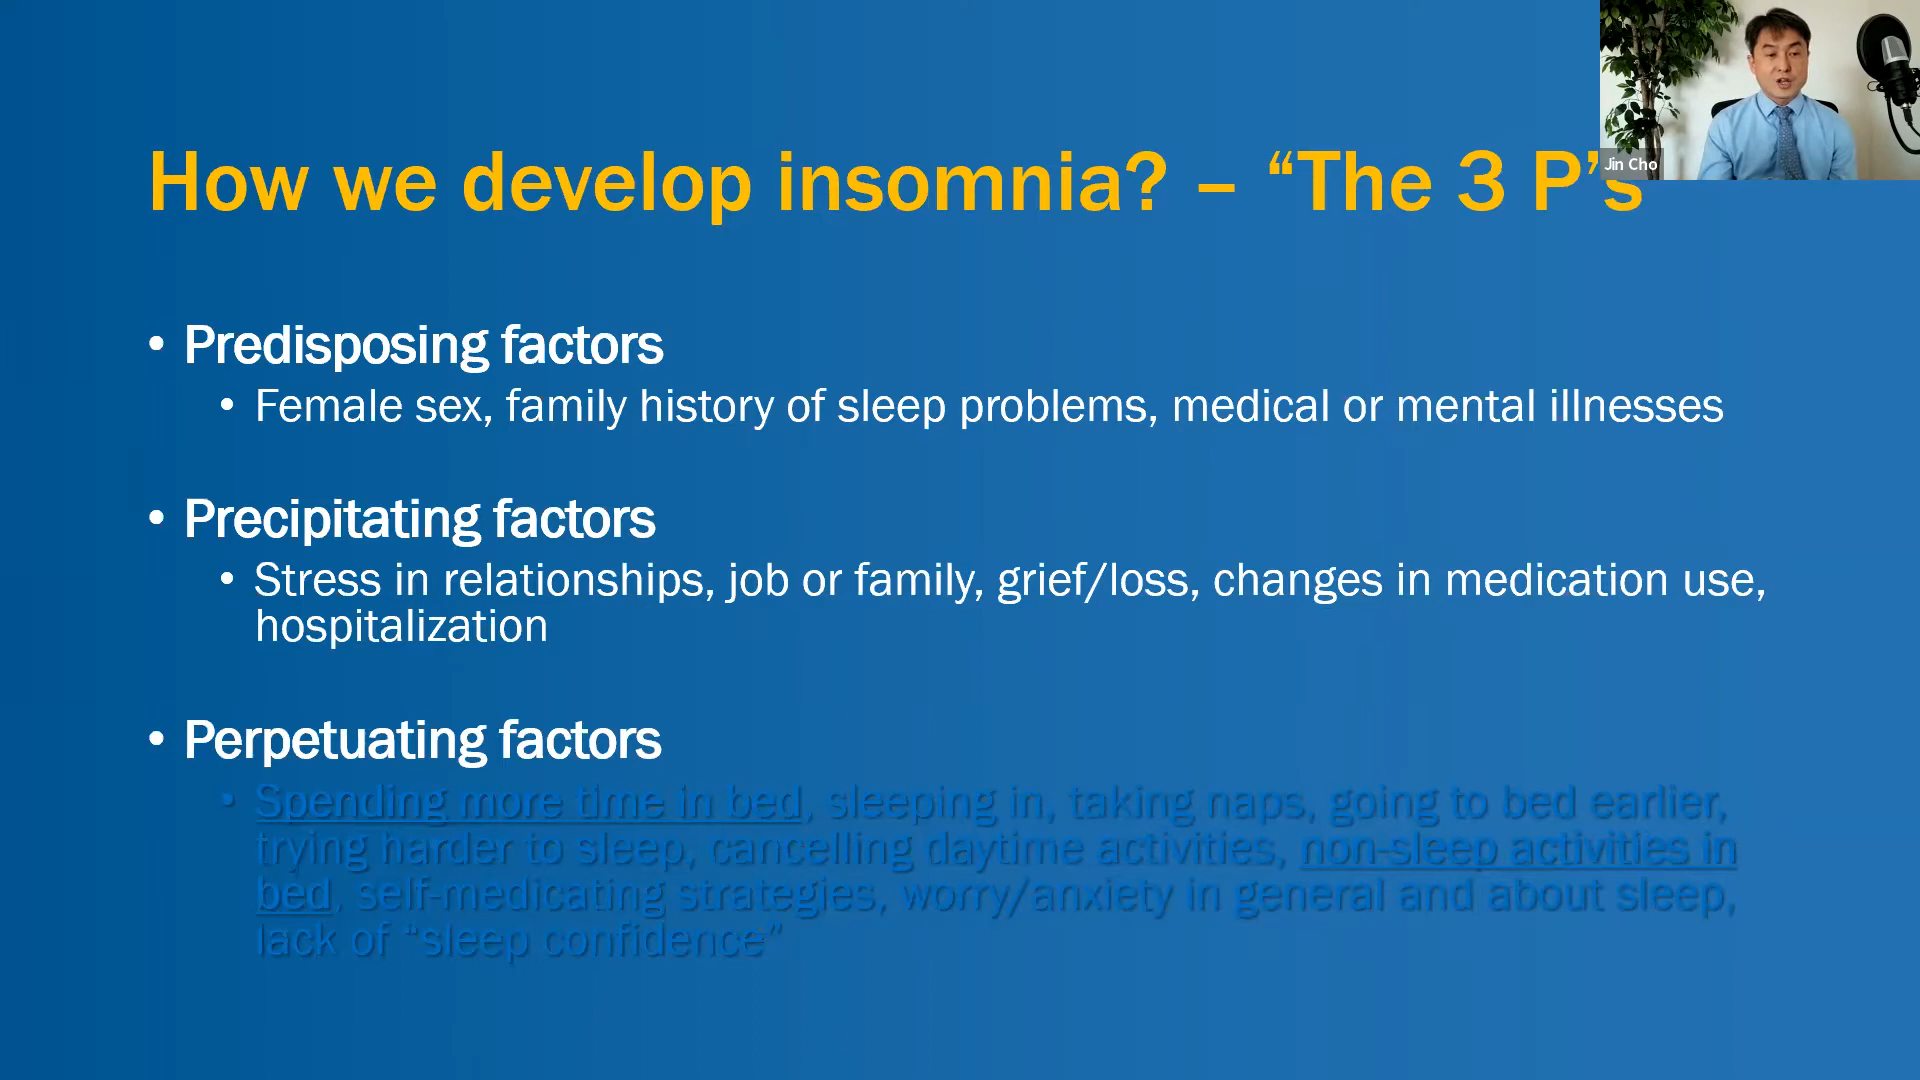 How we develop insomnia? – “The 3 P’s
Jin Cho
• Predisposing factors
• Female sex, family history of sleep problems, medical or mental illnesses
• Precipitating factors
• Stress in relationships, job or family, grief/loss, changes in medication use,
hospitalization
• Perpetuating factors
• Spending more time in bed, sleeping in, taking naps, going to bed earlier,
trying harder to sleep, cancelling daytime activities, non-sleep activities in
bed, self-medicating strategies, worry/anxiety in general and about sleep,
lack of “sleep confidence”